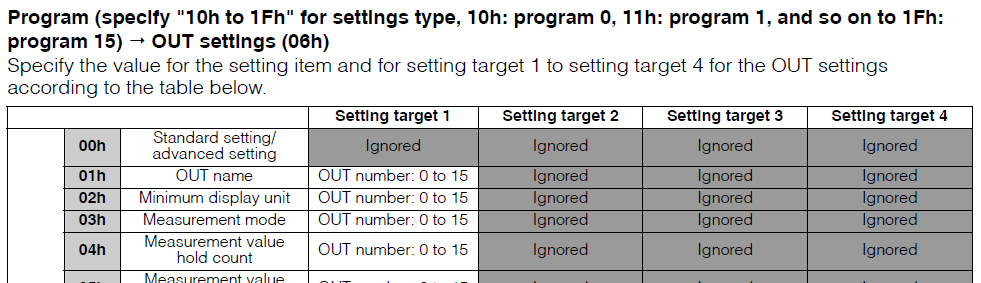 Program (specify "10h to 1Fh" for settings type, 10h: program 0, 11h: program 1, and so on to 1Fh:
program 15) → OUT settings (06h)
Specify the value for the setting item and for setting target 1 to setting target 4 for the OUT settings
according to the table below.
Setting target 1 Setting target 2 Setting target 3 Setting target 4
00h Standard setting/
advanced setting Ignored Ignored Ignored Ignored
01h OUT name OUT number: 0 to 15 Ignored Ignored Ignored
02h Minimum display unit OUT number: 0 to 15 Ignored Ignored Ignored
03h Measurement mode OUT number: 0 to 15 Ignored Ignored Ignored
04h Measurement value
hold count OUT number: 0 to 15 Ignored Ignored Ignored
Measurement value